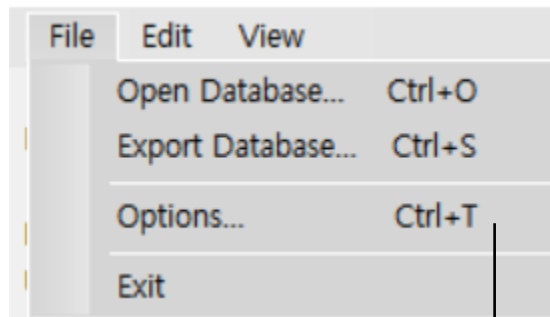 File Edit View
Open Database... Ctrl+O
Export Database... Ctrl+S
Options... Ctrl+T
Exit